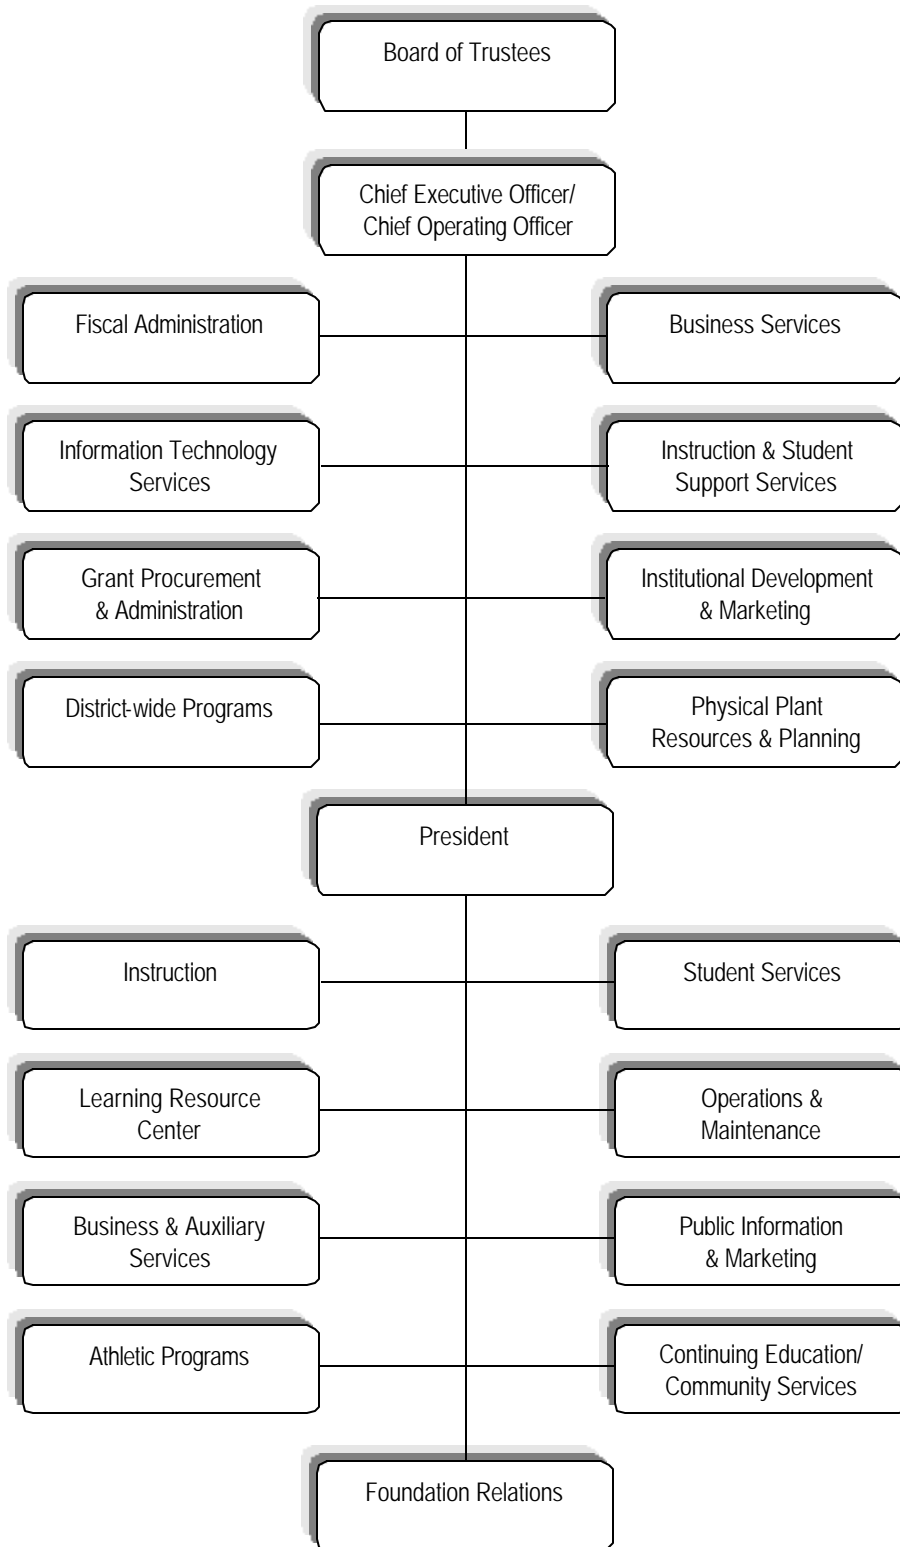 Board of Trustees
Chief Executive Officer/
Chief Operating Officer
Fiscal Administration
Business Services
Information Technology
Services
Instruction & Student
Support Services
Grant Procurement
& Administration
Institutional Development
& Marketing
District-wide Programs
Physical Plant
Resources & Planning
President
Instruction
Student Services
Learning Resource
Center
Operations &
Maintenance
Business & Auxiliary
Services
Public Information
& Marketing
Athletic Programs
Continuing Education/
Community Services
Foundation Relations